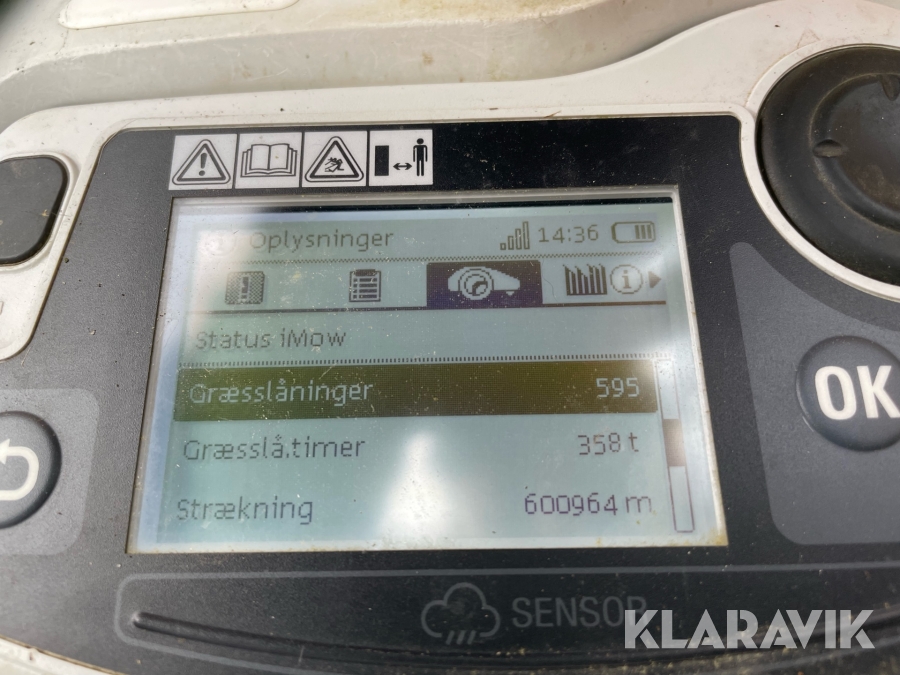 Oplysninger 14:36
Status iMow
Græsslåninger 595
Græsslå.timer 358 t
Strækning 600964 m
OK
SENSOR
KLARAVIK